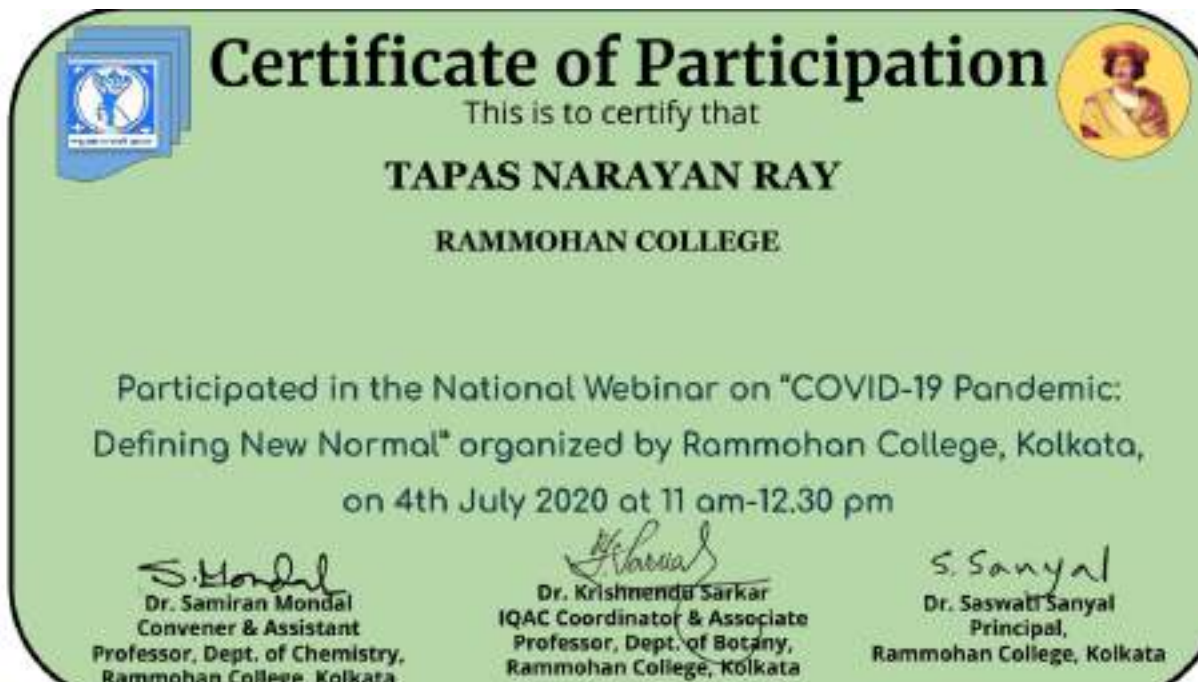 Certificate of Participation
This is to certify that
TAPAS NARAYAN RAY
RAMMOHAN COLLEGE
Participated in the National Webinar on "COVID-19 Pandemic:
Defining New Normal" organized by Rammohan College, Kolkata,
on 4th July 2020 at 11 am-12.30 pm
S. Mondal
Dr. Samiran Mondal
Convener & Assistant
Professor, Dept. of Chemistry,
Rammohan College, Kolkata
Dr. Krishnendu Sarkar
IQAC Coordinator & Associate
Professor, Dept. of Botany,
Rammohan College, Kolkata
S. Sanyal
Dr. Saswati Sanyal
Principal,
Rammohan College, Kolkata